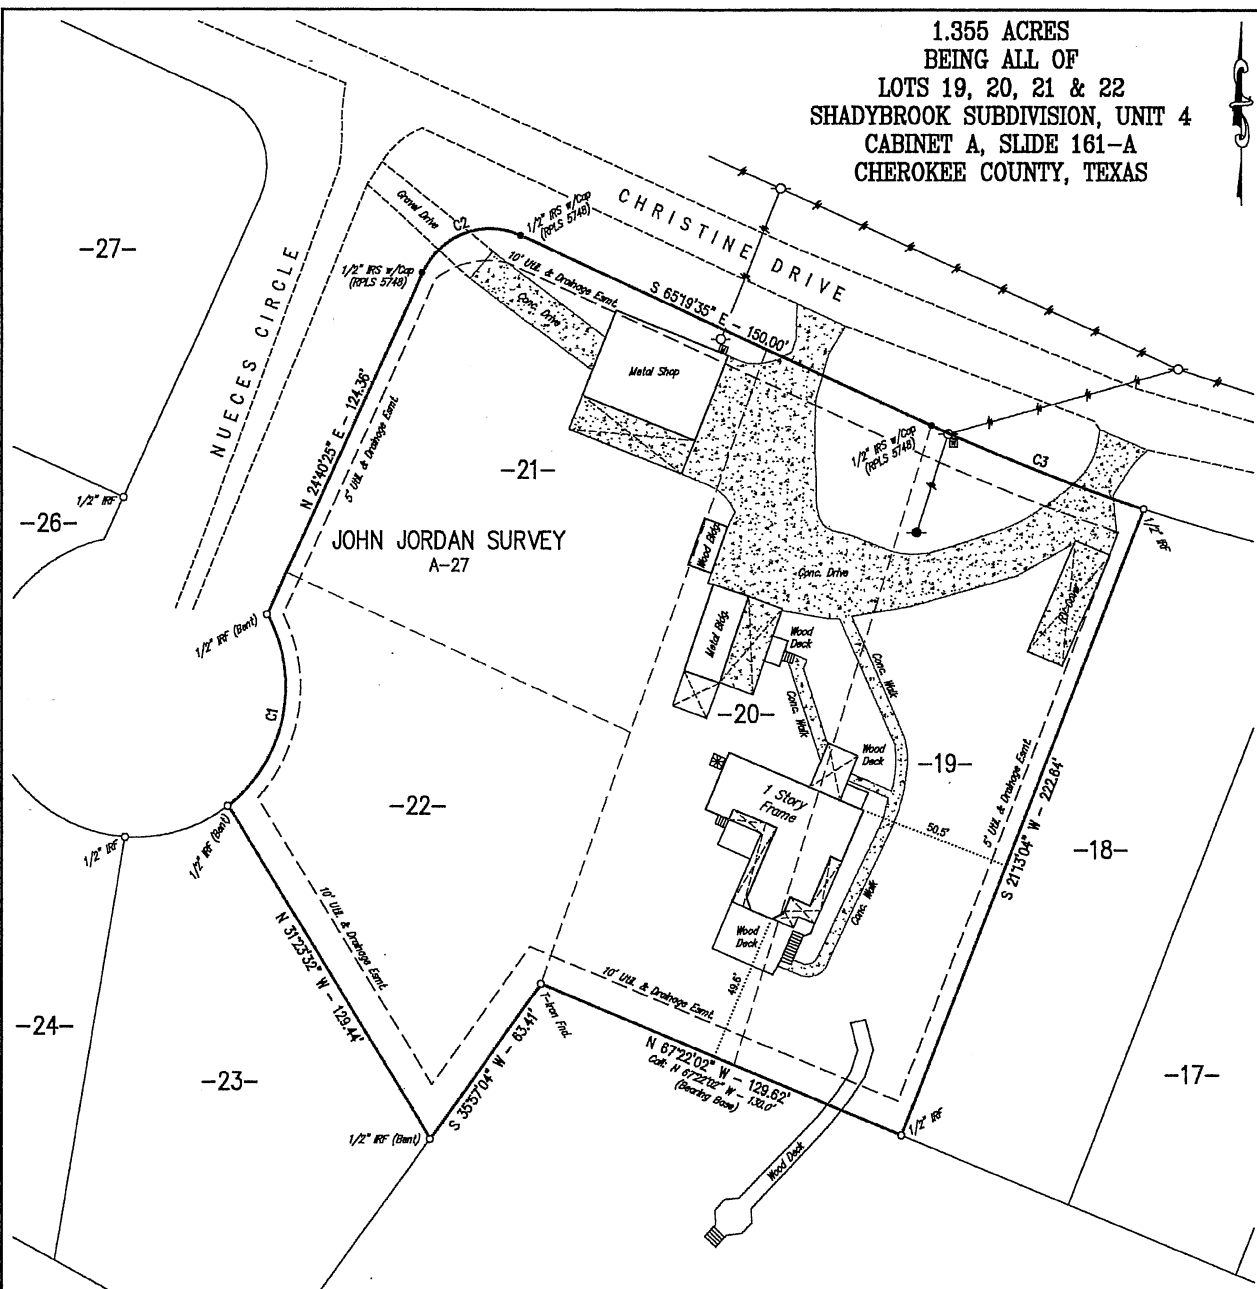 1.355 ACRES
BEING ALL OF
LOTS 19, 20, 21 & 22
SHADYBROOK SUBDIVISION, UNIT 4
CABINET A, SLIDE 161-A
CHEROKEE COUNTY, TEXAS
CHRISTINE DRIVE
NUECES CIRCLE
-27-
Gravel Drive
C2
1/2" IRS w/Cap
(RPLS 5748)
1/2" IRS w/Cap
(RPLS 5748)
10' Util. & Drainage Esmt.
S 65°19'35" E - 150.00'
Conc. Drive
Metal Shop
N 24°40'25" E - 124.36'
5' Util. & Drainage Esmt.
1/2" IRS w/Cap
(RPLS 5748)
C3
1/2" IRF
-21-
1/2" IRF
-26-
JOHN JORDAN SURVEY
A-27
Wood Bldg.
Conc. Drive
Metal Bldg.
Wood
Deck
Conc. Walk
Conc. Walk
1/2" IRF (Bent)
C1
-20-
Wood
Deck
-19-
5' Util. & Drainage Esmt.
S 21°13'04" W - 222.84'
-22-
1 Story
Frame
50.5'
-18-
1/2" IRF
1/2" IRF (Bent)
Conc. Walk
10' Util. & Drainage Esmt.
N 31°23'32" W - 129.44'
Wood
Deck
49.6'
10' Util. & Drainage Esmt.
T-Iron Fnd.
-24-
-23-
S 35°57'04" W - 63.41'
N 67°22'02" W - 129.62'
Call: N 67°22'02" W - 130.0'
(Bearing Base)
-17-
1/2" IRF (Bent)
1/2" IRF
Wood Deck